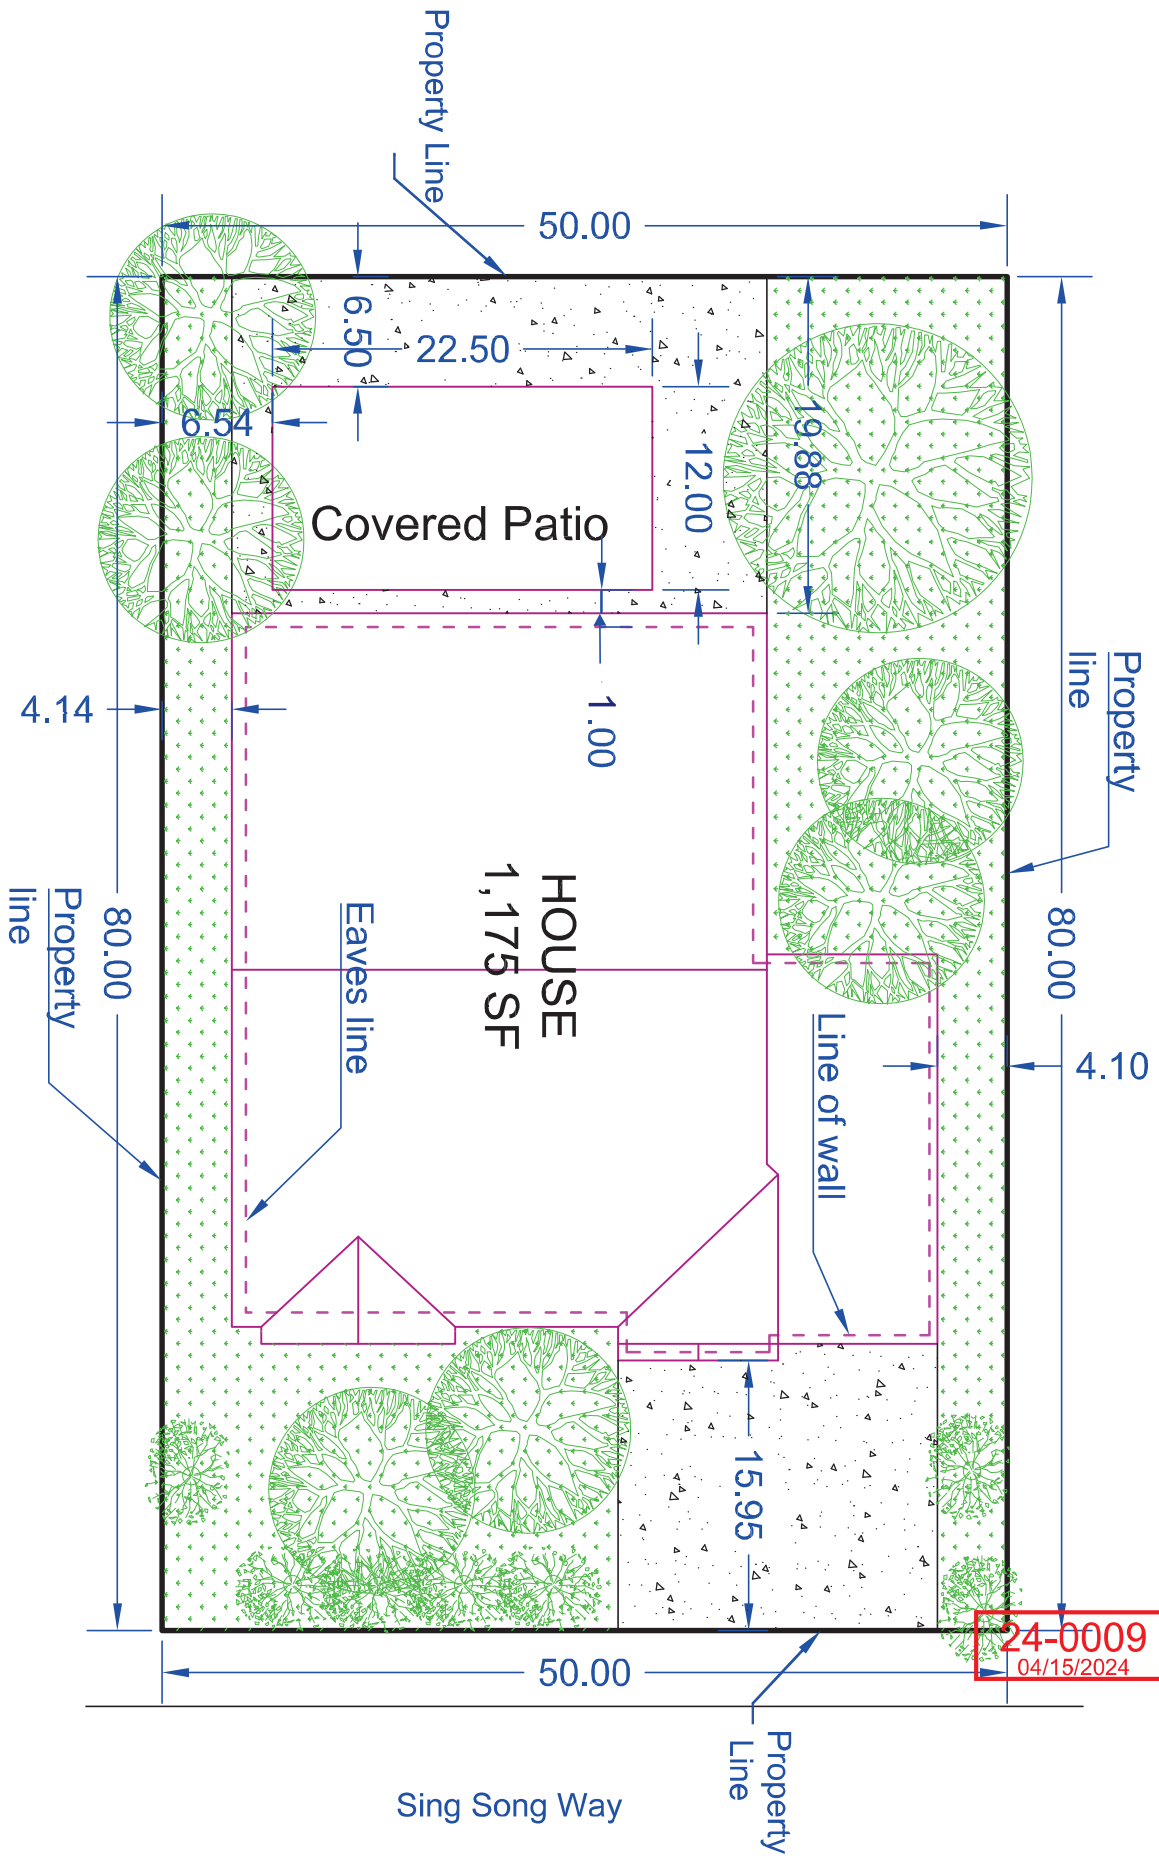 Property Line
50.00
6.50
22.50
6.54
19.88
12.00
Covered Patio
Property
line
4.14
1.00
HOUSE
1,175 SF
80.00
80.00
Property
line
Eaves line
Line of wall
4.10
15.95
24-0009
04/15/2024
50.00
Property
Line
Sing Song Way